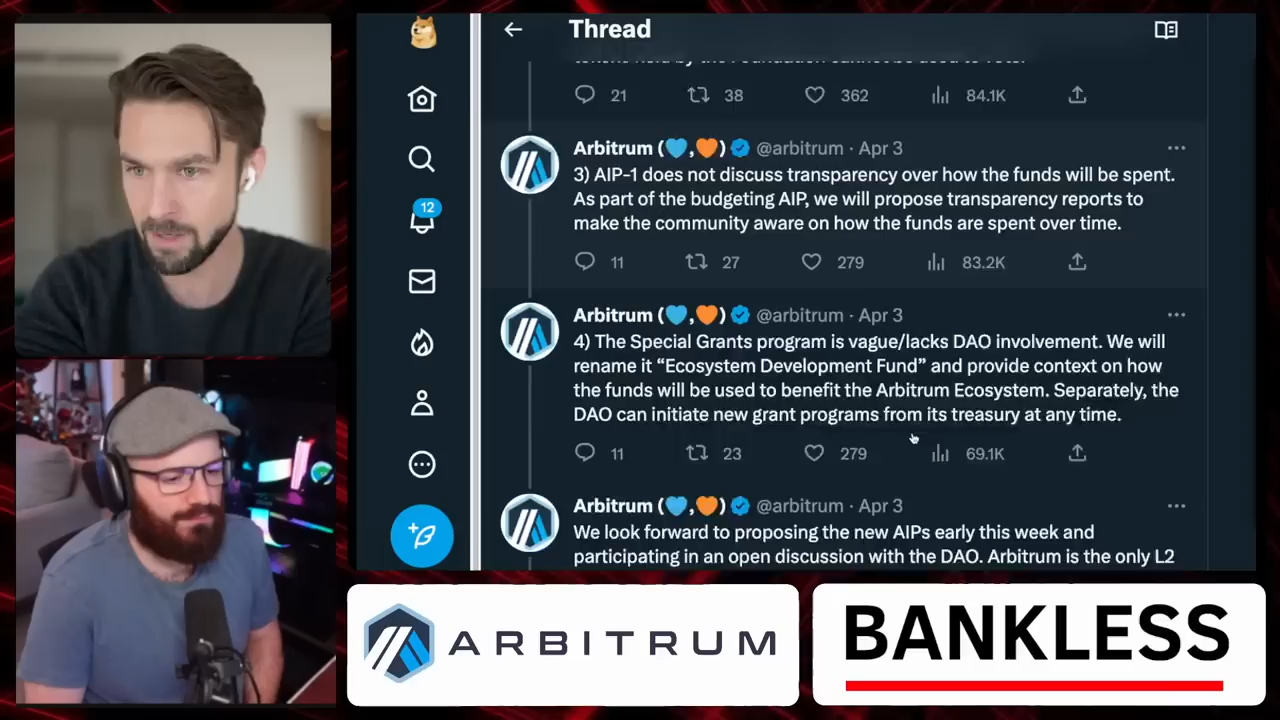 Thread
21 38 362 84.1K
Arbitrum (🩵,🧡) @arbitrum · Apr 3
3) AIP-1 does not discuss transparency over how the funds will be spent.
As part of the budgeting AIP, we will propose transparency reports to
make the community aware on how the funds are spent over time.
11 27 279 83.2K
12
Arbitrum (🩵,🧡) @arbitrum · Apr 3
4) The Special Grants program is vague/lacks DAO involvement. We will
rename it “Ecosystem Development Fund” and provide context on how
the funds will be used to benefit the Arbitrum Ecosystem. Separately, the
DAO can initiate new grant programs from its treasury at any time.
11 23 279 69.1K
Arbitrum (🩵,🧡) @arbitrum · Apr 3
We look forward to proposing the new AIPs early this week and
participating in an open discussion with the DAO. Arbitrum is the only L2
ARBITRUM
BANKLESS